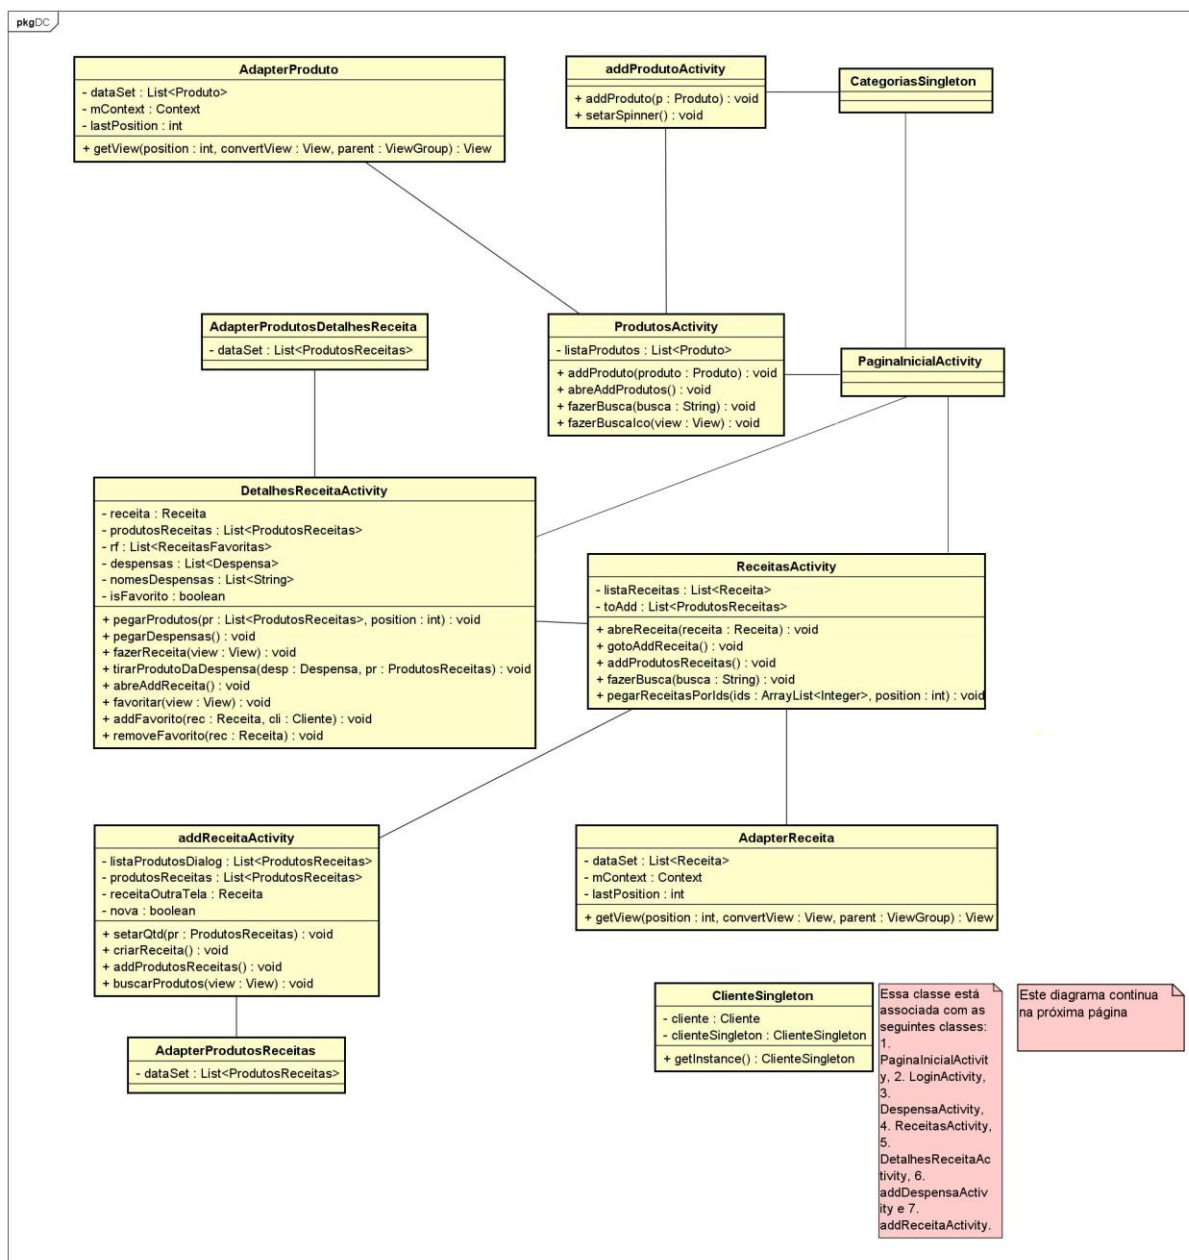 pkg DC
AdapterProduto
- dataSet : List<Produto>
- mContext : Context
- lastPosition : int
+ getView(position : int, convertView : View, parent : ViewGroup) : View
addProdutoActivity
+ addProduto(p : Produto) : void
+ setarSpinner() : void
CategoriasSingleton
AdapterProdutosDetalhesReceita
- dataSet : List<ProdutosReceitas>
ProdutosActivity
- listaProdutos : List<Produto>
+ addProduto(produto : Produto) : void
+ abreAddProdutos() : void
+ fazerBusca(busca : String) : void
+ fazerBuscaIco(view : View) : void
PaginaInicialActivity
DetalhesReceitaActivity
- receita : Receita
- produtosReceitas : List<ProdutosReceitas>
- rf : List<ReceitasFavoritas>
- despensas : List<Despensa>
- nomesDespensas : List<String>
- isFavorito : boolean
+ pegarProdutos(pr : List<ProdutosReceitas>, position : int) : void
+ pegarDespensas() : void
+ fazerReceita(view : View) : void
+ tirarProdutoDaDespensa(desp : Despensa, pr : ProdutosReceitas) : void
+ abreAddReceita() : void
+ favoritar(view : View) : void
+ addFavorito(rec : Receita, cli : Cliente) : void
+ removeFavorito(rec : Receita) : void
ReceitasActivity
- listaReceitas : List<Receita>
- toAdd : List<ProdutosReceitas>
+ abreReceita(receita : Receita) : void
+ gotoAddReceita() : void
+ addProdutosReceitas() : void
+ fazerBusca(busca : String) : void
+ pegarReceitasPorIds(ids : ArrayList<Integer>, position : int) : void
addReceitaActivity
- listaProdutosDialog : List<ProdutosReceitas>
- produtosReceitas : List<ProdutosReceitas>
- receitaOutraTela : Receita
- nova : boolean
+ setarQtd(pr : ProdutosReceitas) : void
+ criarReceita() : void
+ addProdutosReceitas() : void
+ buscarProdutos(view : View) : void
AdapterReceita
- dataSet : List<Receita>
- mContext : Context
- lastPosition : int
+ getView(position : int, convertView : View, parent : ViewGroup) : View
AdapterProdutosReceitas
- dataSet : List<ProdutosReceitas>
ClienteSingleton
- cliente : Cliente
- clienteSingleton : ClienteSingleton
+ getInstance() : ClienteSingleton
Essa classe está
associada com as
seguintes classes:
1.
PaginaInicialActivit
y, 2. LoginActivity,
3.
DespensaActivity,
4. ReceitasActivity,
5.
DetalhesReceitaAc
tivity, 6.
addDespensaActiv
ity e 7.
addReceitaActivity.
Este diagrama continua
na próxima página